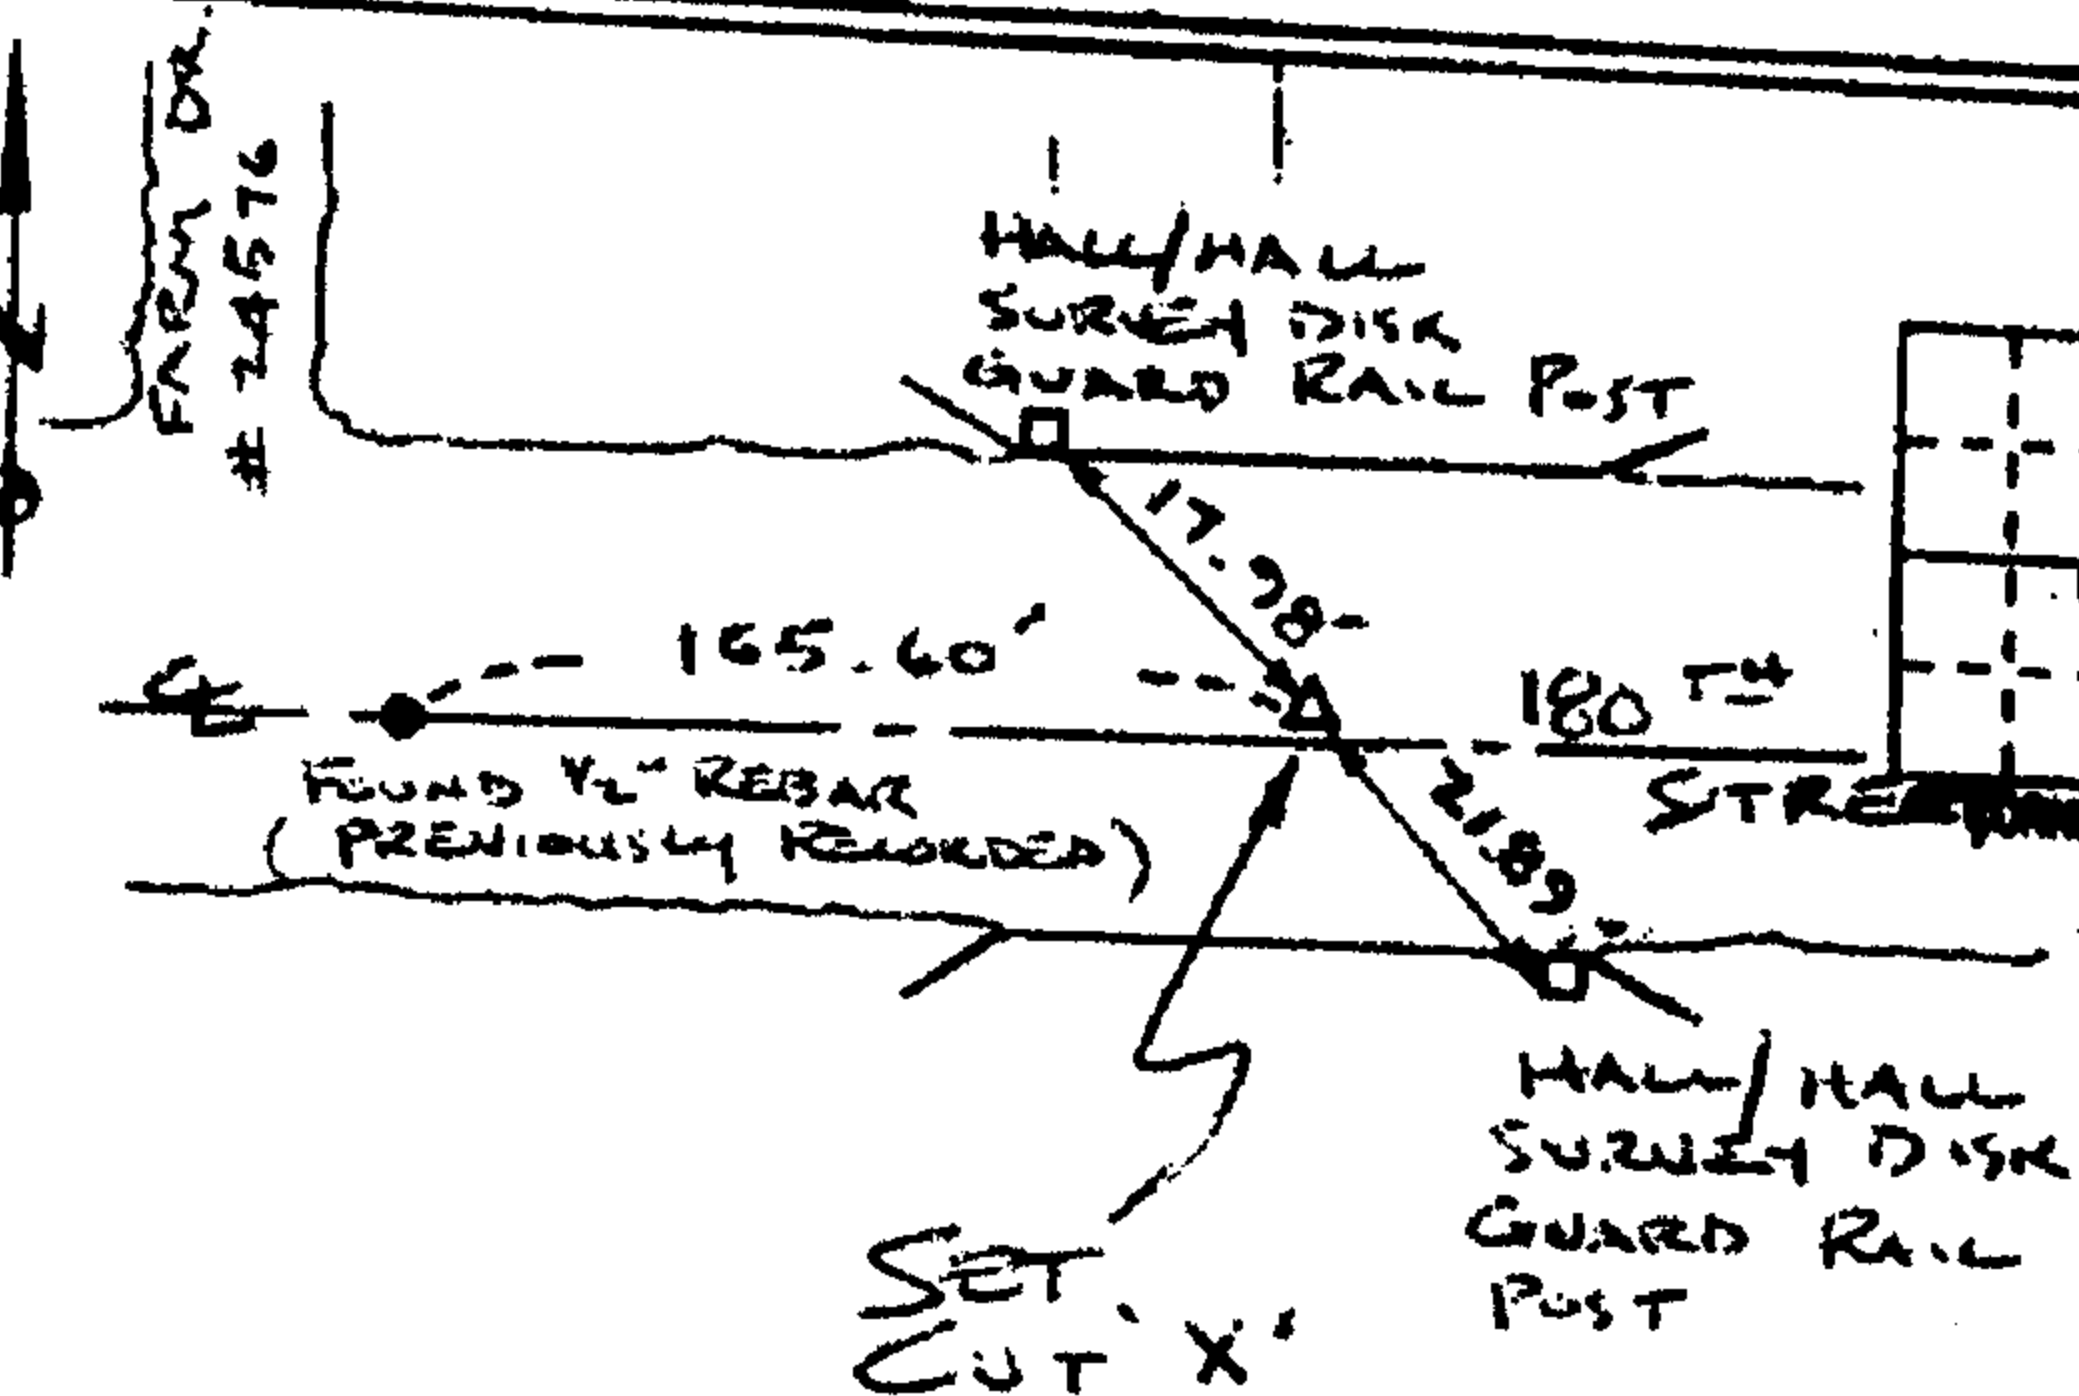 FARM DR.
# 24576
HALL/HALL
SURVEY DISK
GUARD RAIL POST
17.98'
165.60'
℄
180TH
STREET
FOUND 1/2" REBAR
(PREVIOUSLY RECORDED)
21.89'
HALL/HALL
SURVEY DISK
GUARD RAIL
POST
SET
CUT 'X'